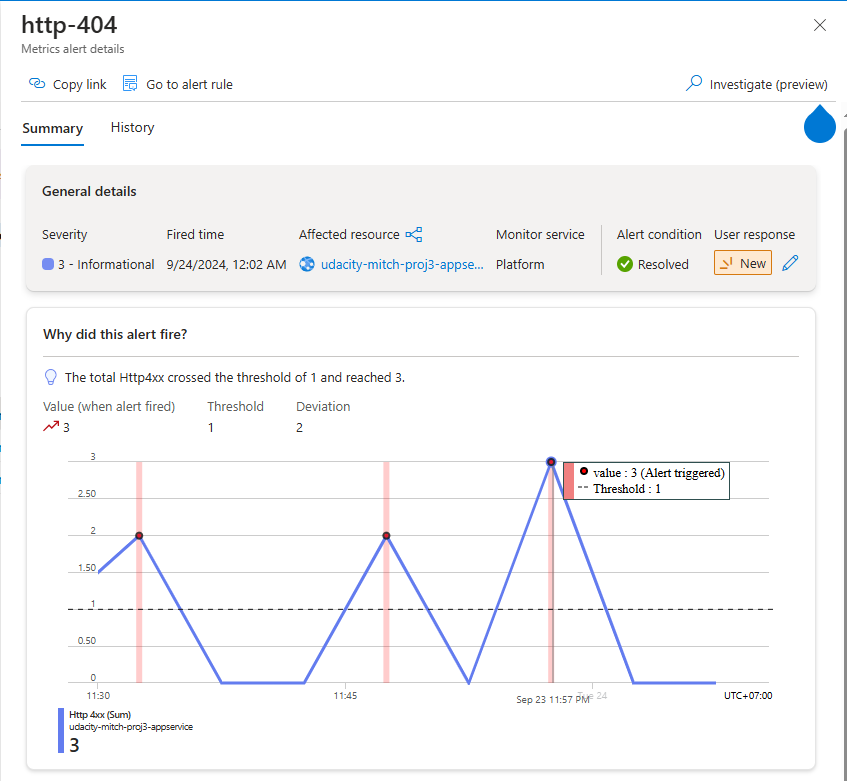 http-404
Metrics alert details
Copy link Go to alert rule Investigate (preview)
Summary History
General details
Severity Fired time Affected resource Monitor service Alert condition User response
3 - Informational 9/24/2024, 12:02 AM udacity-mitch-proj3-appse... Platform Resolved New
Why did this alert fire?
The total Http4xx crossed the threshold of 1 and reached 3.
Value (when alert fired) Threshold Deviation
3 1 2
3
value : 3 (Alert triggered)
Threshold : 1
2.50
2
1.50
1
0.50
0
11:30 11:45 Tue 24 UTC+07:00
Sep 23 11:57 PM
Http 4xx (Sum)
udacity-mitch-proj3-appservice
3